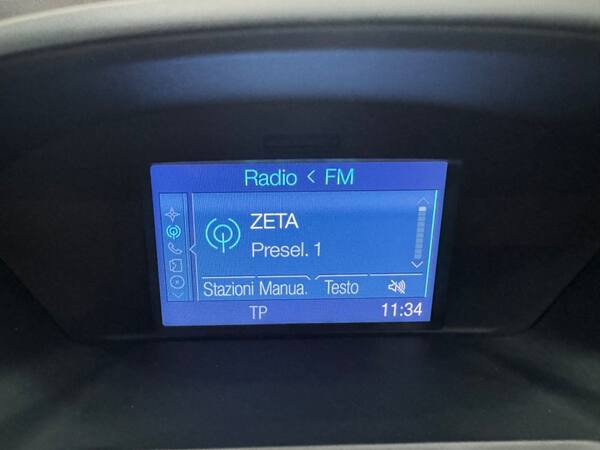 Radio < FM
ZETA
Presel. 1
Stazioni Manua. Testo
TP 11:34